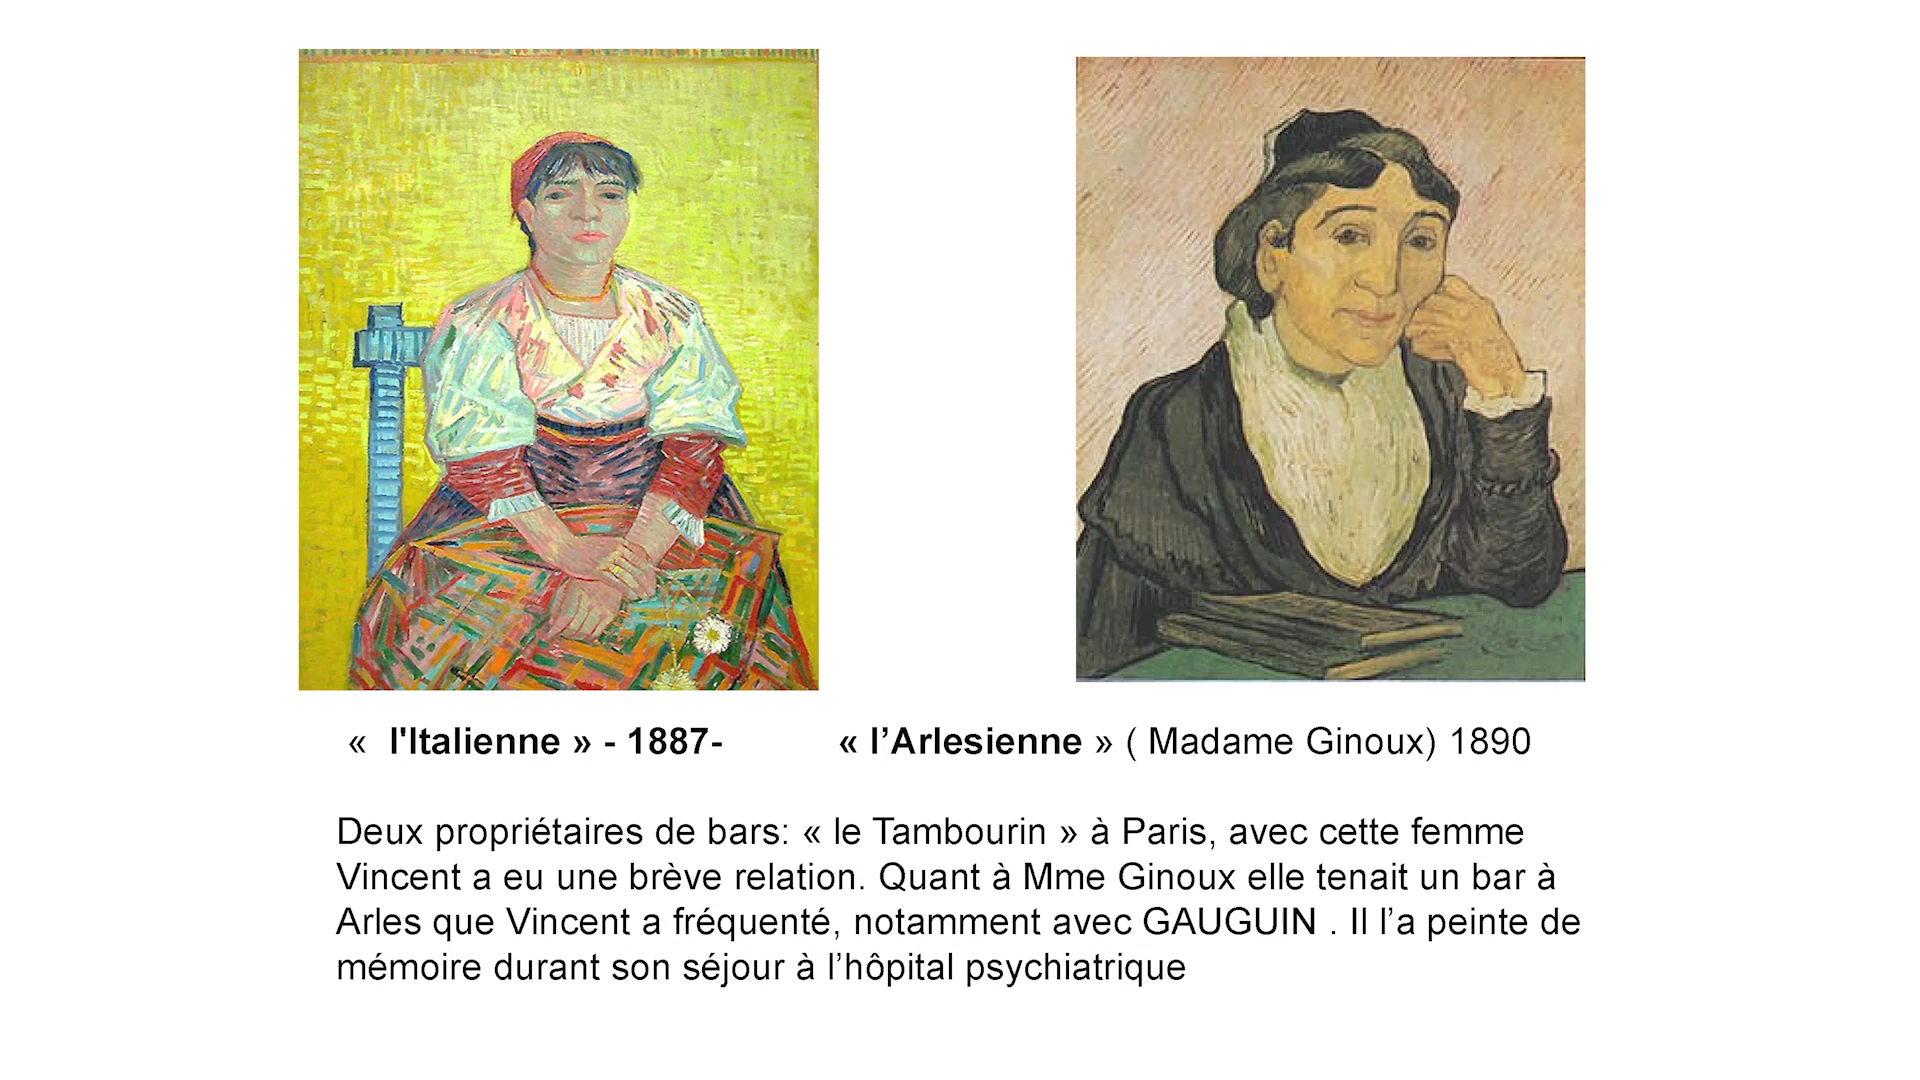 «  l'Italienne » - 1887-
« l’Arlesienne » ( Madame Ginoux) 1890
Deux propriétaires de bars: « le Tambourin » à Paris, avec cette femme
Vincent a eu une brève relation. Quant à Mme Ginoux elle tenait un bar à
Arles que Vincent a fréquenté, notamment avec GAUGUIN . Il l’a peinte de
mémoire durant son séjour à l’hôpital psychiatrique